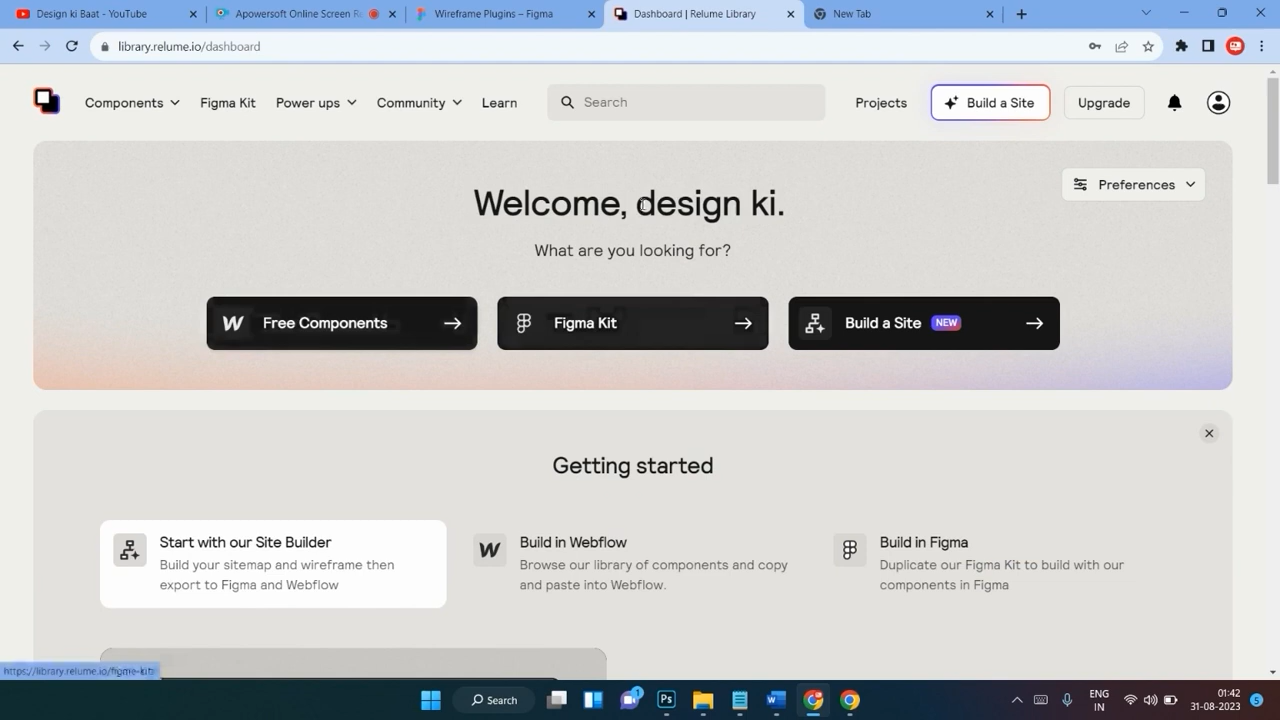 Design ki Baat - YouTube
Apowersoft Online Screen R
Wireframe Plugins – Figma
Dashboard | Relume Library
New Tab
library.relume.io/dashboard
Components
Figma Kit
Power ups
Community
Learn
Search
Projects
Build a Site
Upgrade
Preferences
Welcome, design ki.
What are you looking for?
Free Components
Figma Kit
Build a Site NEW
Getting started
Start with our Site Builder
Build your sitemap and wireframe then
export to Figma and Webflow
Build in Webflow
Browse our library of components and copy
and paste into Webflow.
Build in Figma
Duplicate our Figma Kit to build with our
components in Figma
https://library.relume.io/figma-kit
Search
Ps
1
ENG
IN
01:42
31-08-2023
5